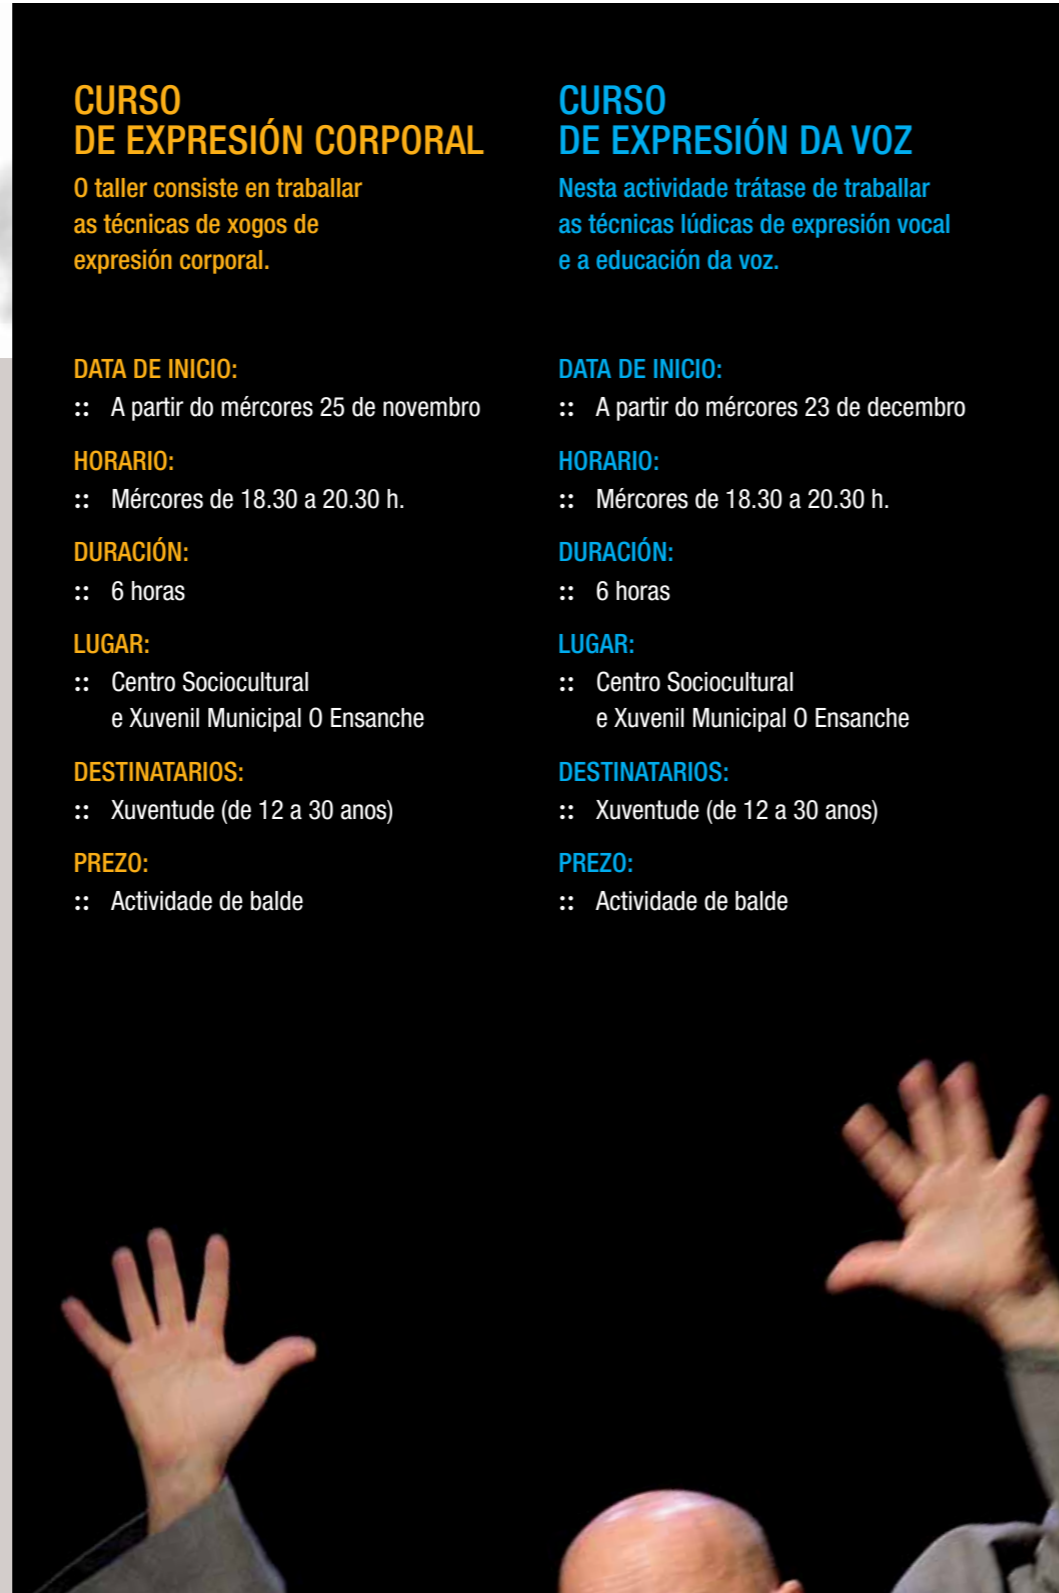 CURSO
DE EXPRESIÓN CORPORAL
O taller consiste en traballar
as técnicas de xogos de
expresión corporal.
DATA DE INICIO:
:: A partir do mércores 25 de novembro
HORARIO:
:: Mércores de 18.30 a 20.30 h.
DURACIÓN:
:: 6 horas
LUGAR:
:: Centro Sociocultural
e Xuvenil Municipal O Ensanche
DESTINATARIOS:
:: Xuventude (de 12 a 30 anos)
PREZO:
:: Actividade de balde
CURSO
DE EXPRESIÓN DA VOZ
Nesta actividade trátase de traballar
as técnicas lúdicas de expresión vocal
e a educación da voz.
DATA DE INICIO:
:: A partir do mércores 23 de decembro
HORARIO:
:: Mércores de 18.30 a 20.30 h.
DURACIÓN:
:: 6 horas
LUGAR:
:: Centro Sociocultural
e Xuvenil Municipal O Ensanche
DESTINATARIOS:
:: Xuventude (de 12 a 30 anos)
PREZO:
:: Actividade de balde